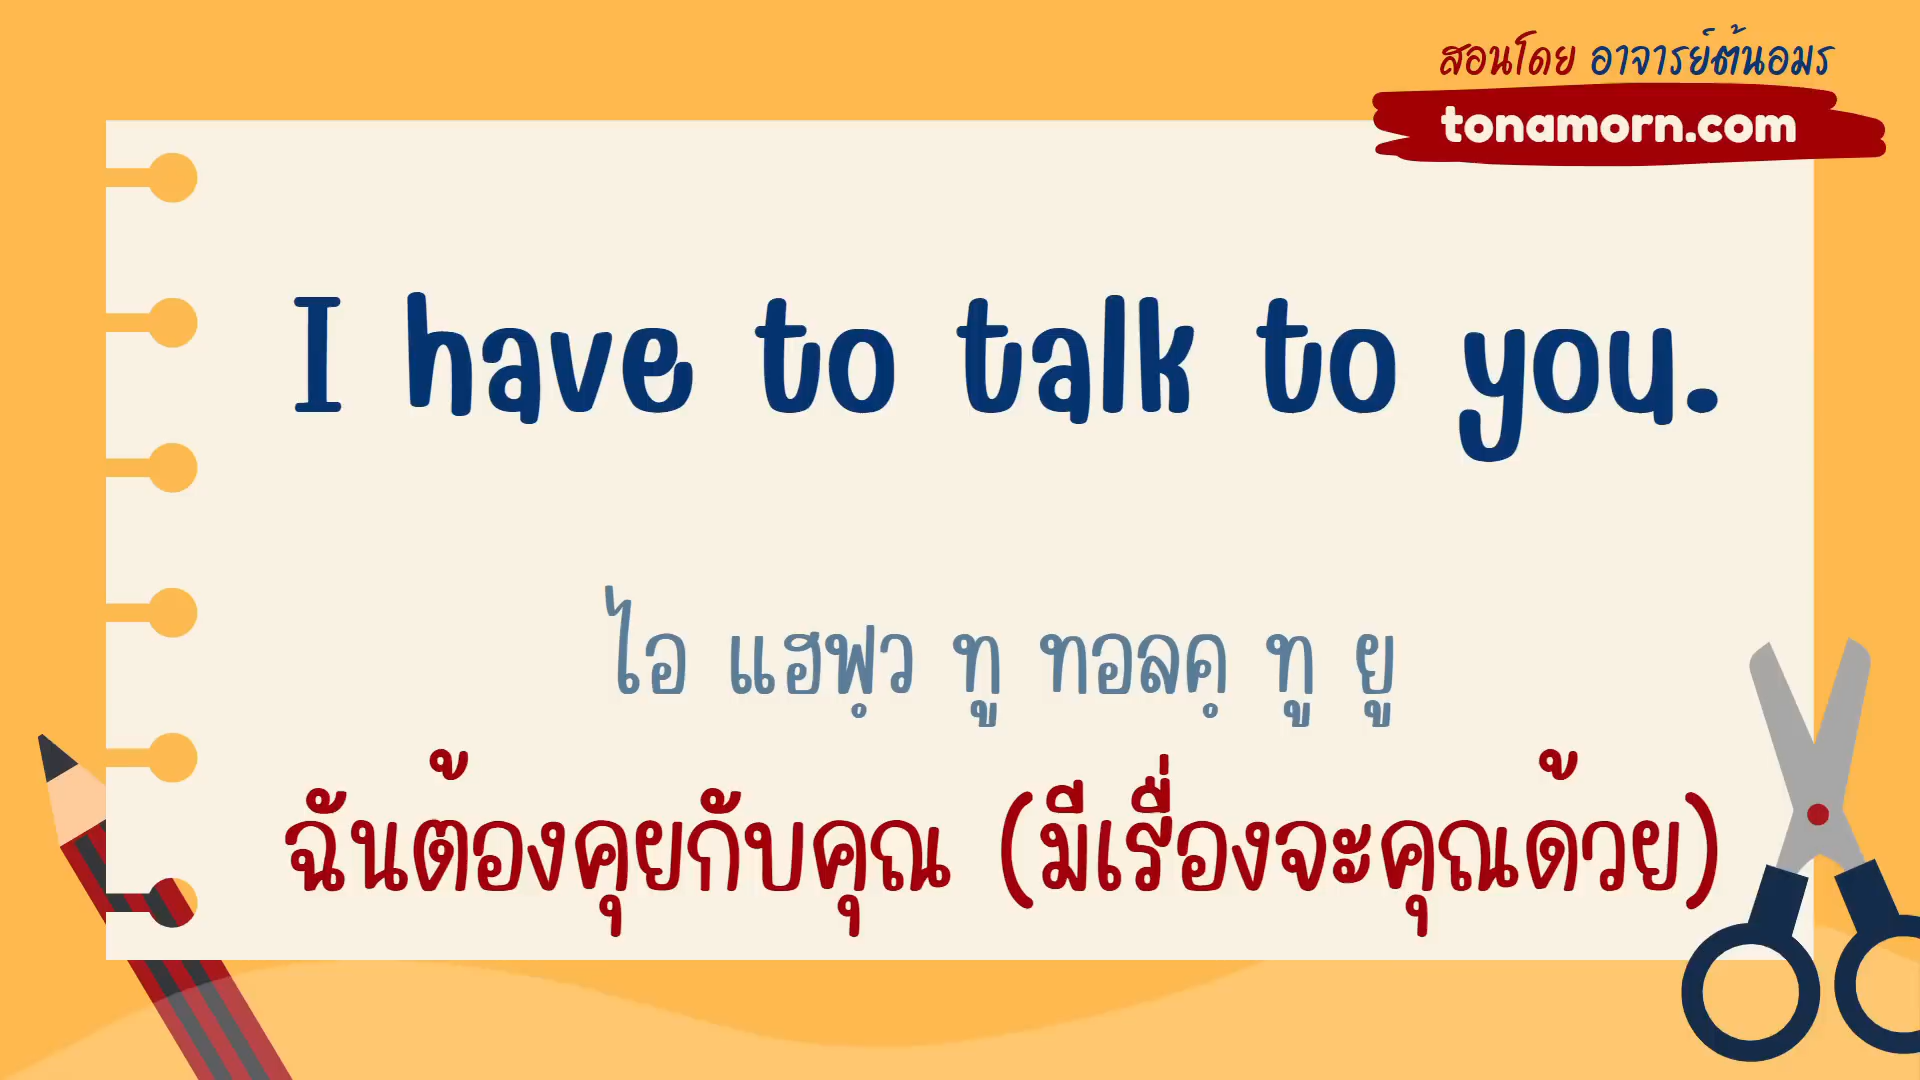 สอนโดย อาจารย์ต้นอมร
tonamorn.com
I have to talk to you.
ไอ แฮฟฺว ทู ทอลคฺ ทู ยู
ฉันต้องคุยกับคุณ (มีเรื่องจะคุณด้วย)